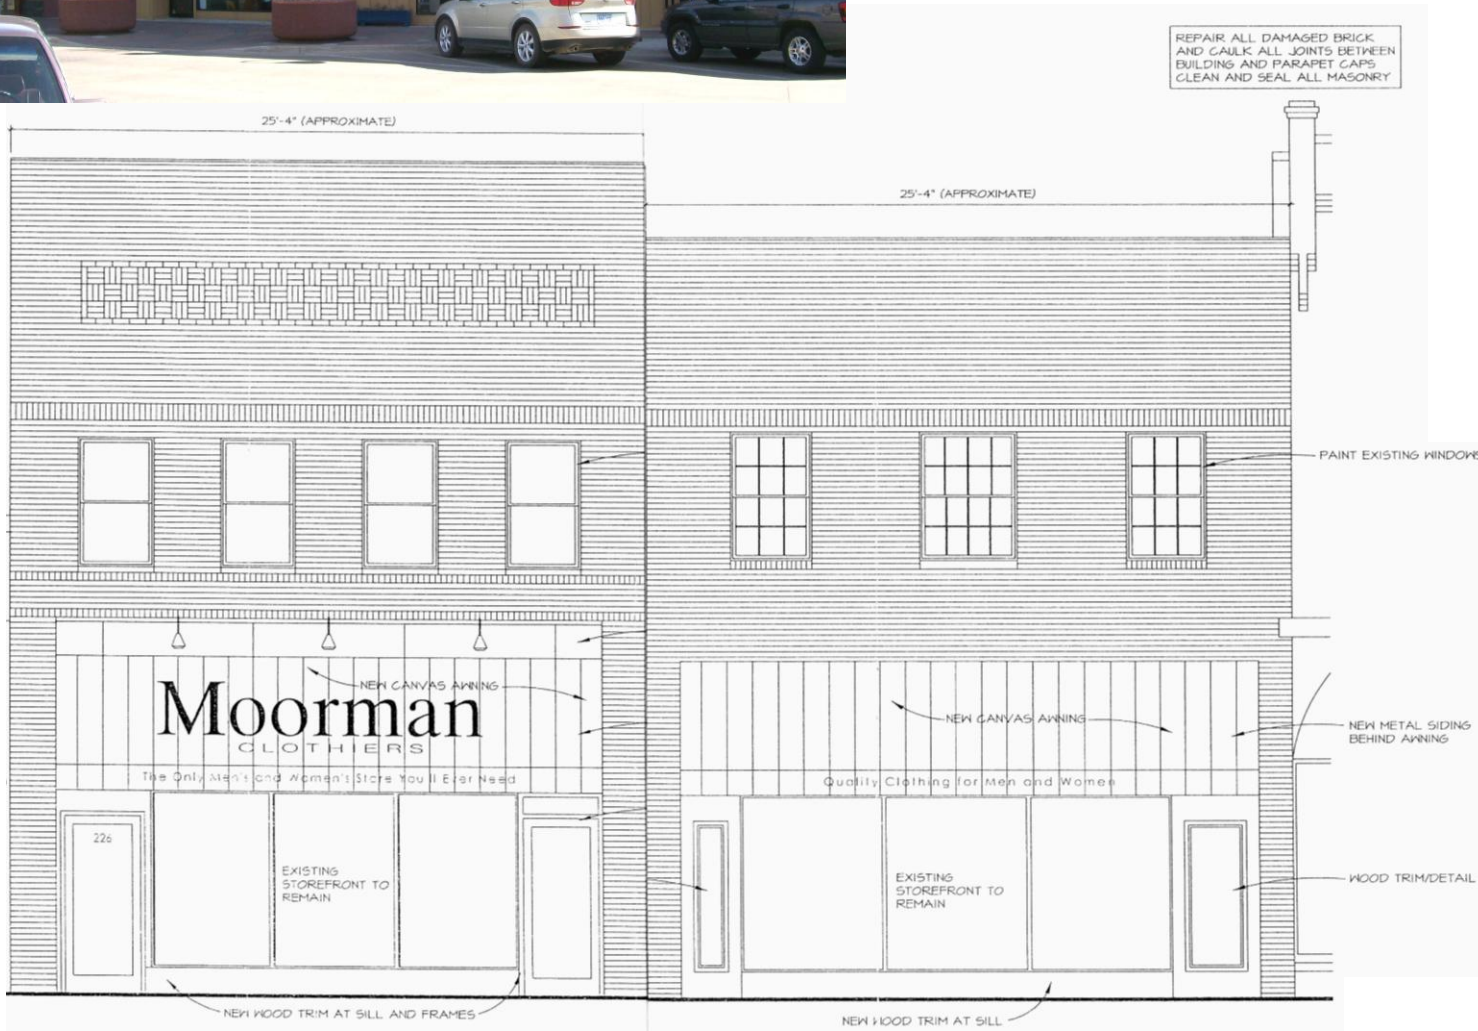 REPAIR ALL DAMAGED BRICK
AND CAULK ALL JOINTS BETWEEN
BUILDING AND PARAPET CAPS
CLEAN AND SEAL ALL MASONRY
25'-4" (APPROXIMATE)
25'-4" (APPROXIMATE)
PAINT EXISTING WINDOWS
NEW CANVAS AWNING
Moorman
CLOTHIERS
The Only Men's and Women's Store You'll Ever Need
NEW CANVAS AWNING
NEW METAL SIDING
BEHIND AWNING
Quality Clothing for Men and Women
226
EXISTING
STOREFRONT TO
REMAIN
EXISTING
STOREFRONT TO
REMAIN
WOOD TRIM/DETAIL
NEW WOOD TRIM AT SILL AND FRAMES
NEW WOOD TRIM AT SILL